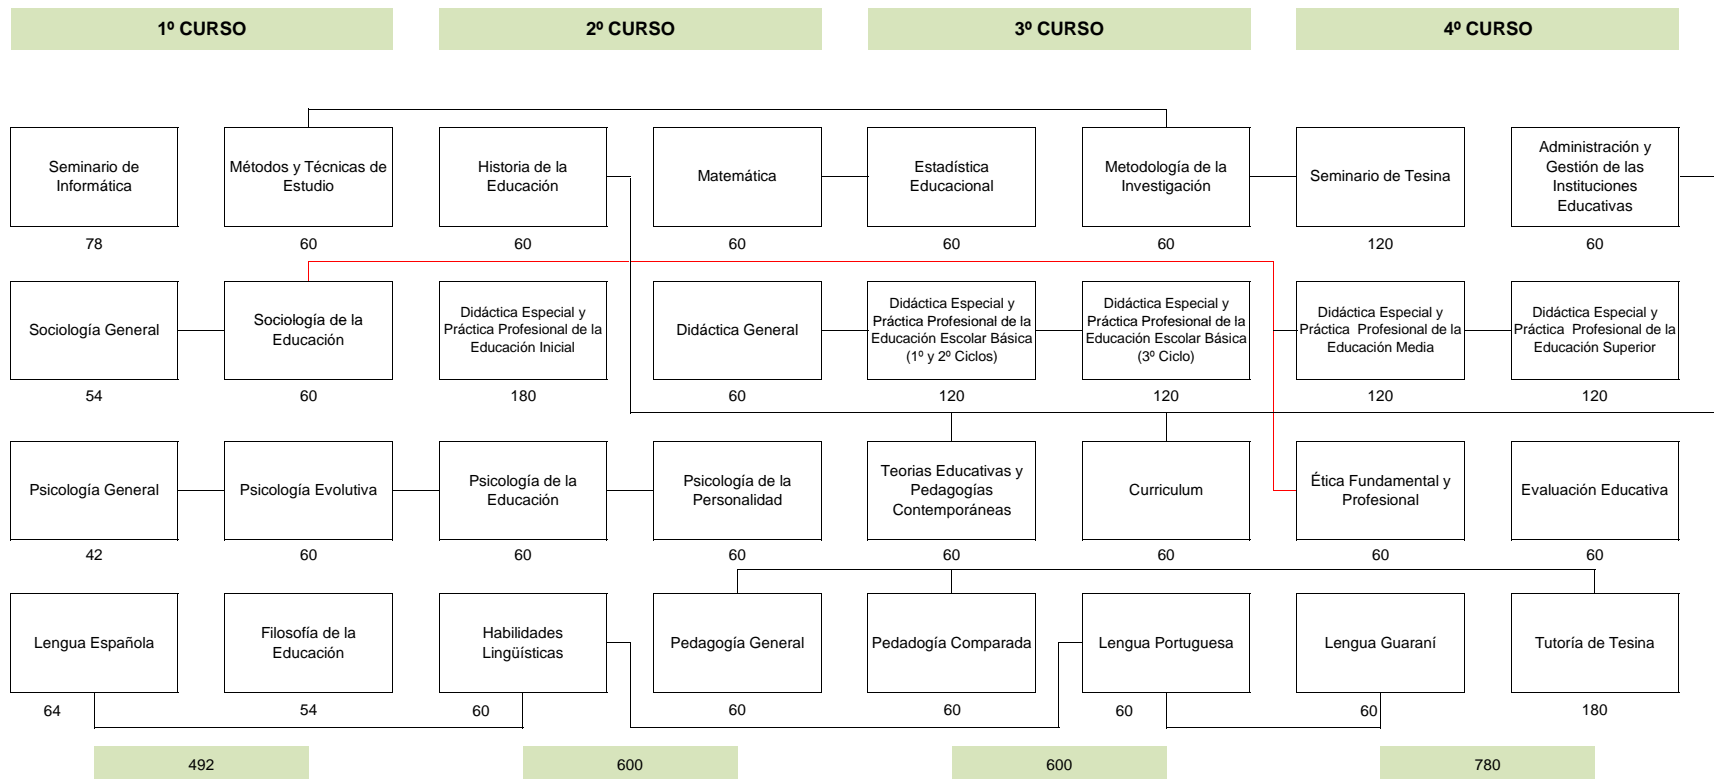 1º CURSO
2º CURSO
3º CURSO
4º CURSO
Seminario de
Informática
Métodos y Técnicas de
Estudio
Historia de la
Educación
Matemática
Estadística
Educacional
Metodología de la
Investigación
Seminario de Tesina
Administración y
Gestión de las
Instituciones
Educativas
78
60
60
60
60
60
120
60
Sociología General
Sociología de la
Educación
Didáctica Especial y
Práctica Profesional de la
Educación Inicial
Didáctica General
Didáctica Especial y
Práctica Profesional de la
Educación Escolar Básica
(1º y 2º Ciclos)
Didáctica Especial y
Práctica Profesional de la
Educación Escolar Básica
(3º Ciclo)
Didáctica Especial y
Práctica  Profesional de la
Educación Media
Didáctica Especial y
Práctica  Profesional de la
Educación Superior
54
60
180
60
120
120
120
120
Psicología General
Psicología Evolutiva
Psicología de la
Educación
Psicología de la
Personalidad
Teorias Educativas y
Pedagogías
Contemporáneas
Curriculum
Ética Fundamental y
Profesional
Evaluación Educativa
42
60
60
60
60
60
60
60
Lengua Española
Filosofía de la
Educación
Habilidades
Lingüísticas
Pedagogía General
Pedadogía Comparada
Lengua Portuguesa
Lengua Guaraní
Tutoría de Tesina
64
54
60
60
60
60
60
180
492
600
600
780